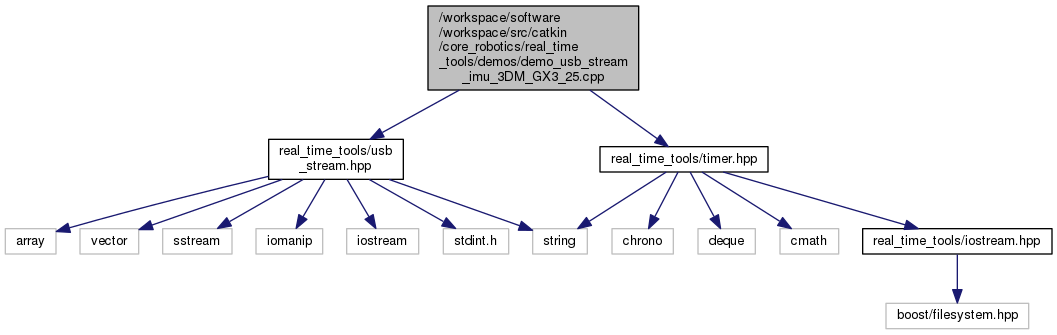 /workspace/software
/workspace/src/catkin
/core_robotics/real_time
_tools/demos/demo_usb_stream
_imu_3DM_GX3_25.cpp
real_time_tools/usb
_stream.hpp
real_time_tools/timer.hpp
array
vector
sstream
iomanip
iostream
stdint.h
string
chrono
deque
cmath
real_time_tools/iostream.hpp
boost/filesystem.hpp